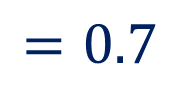 = 0.7